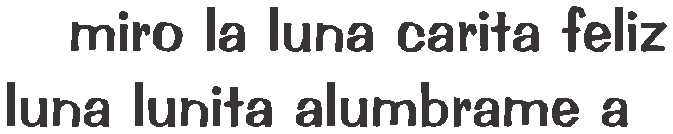 miro la luna carita feliz
luna lunita alumbrame a